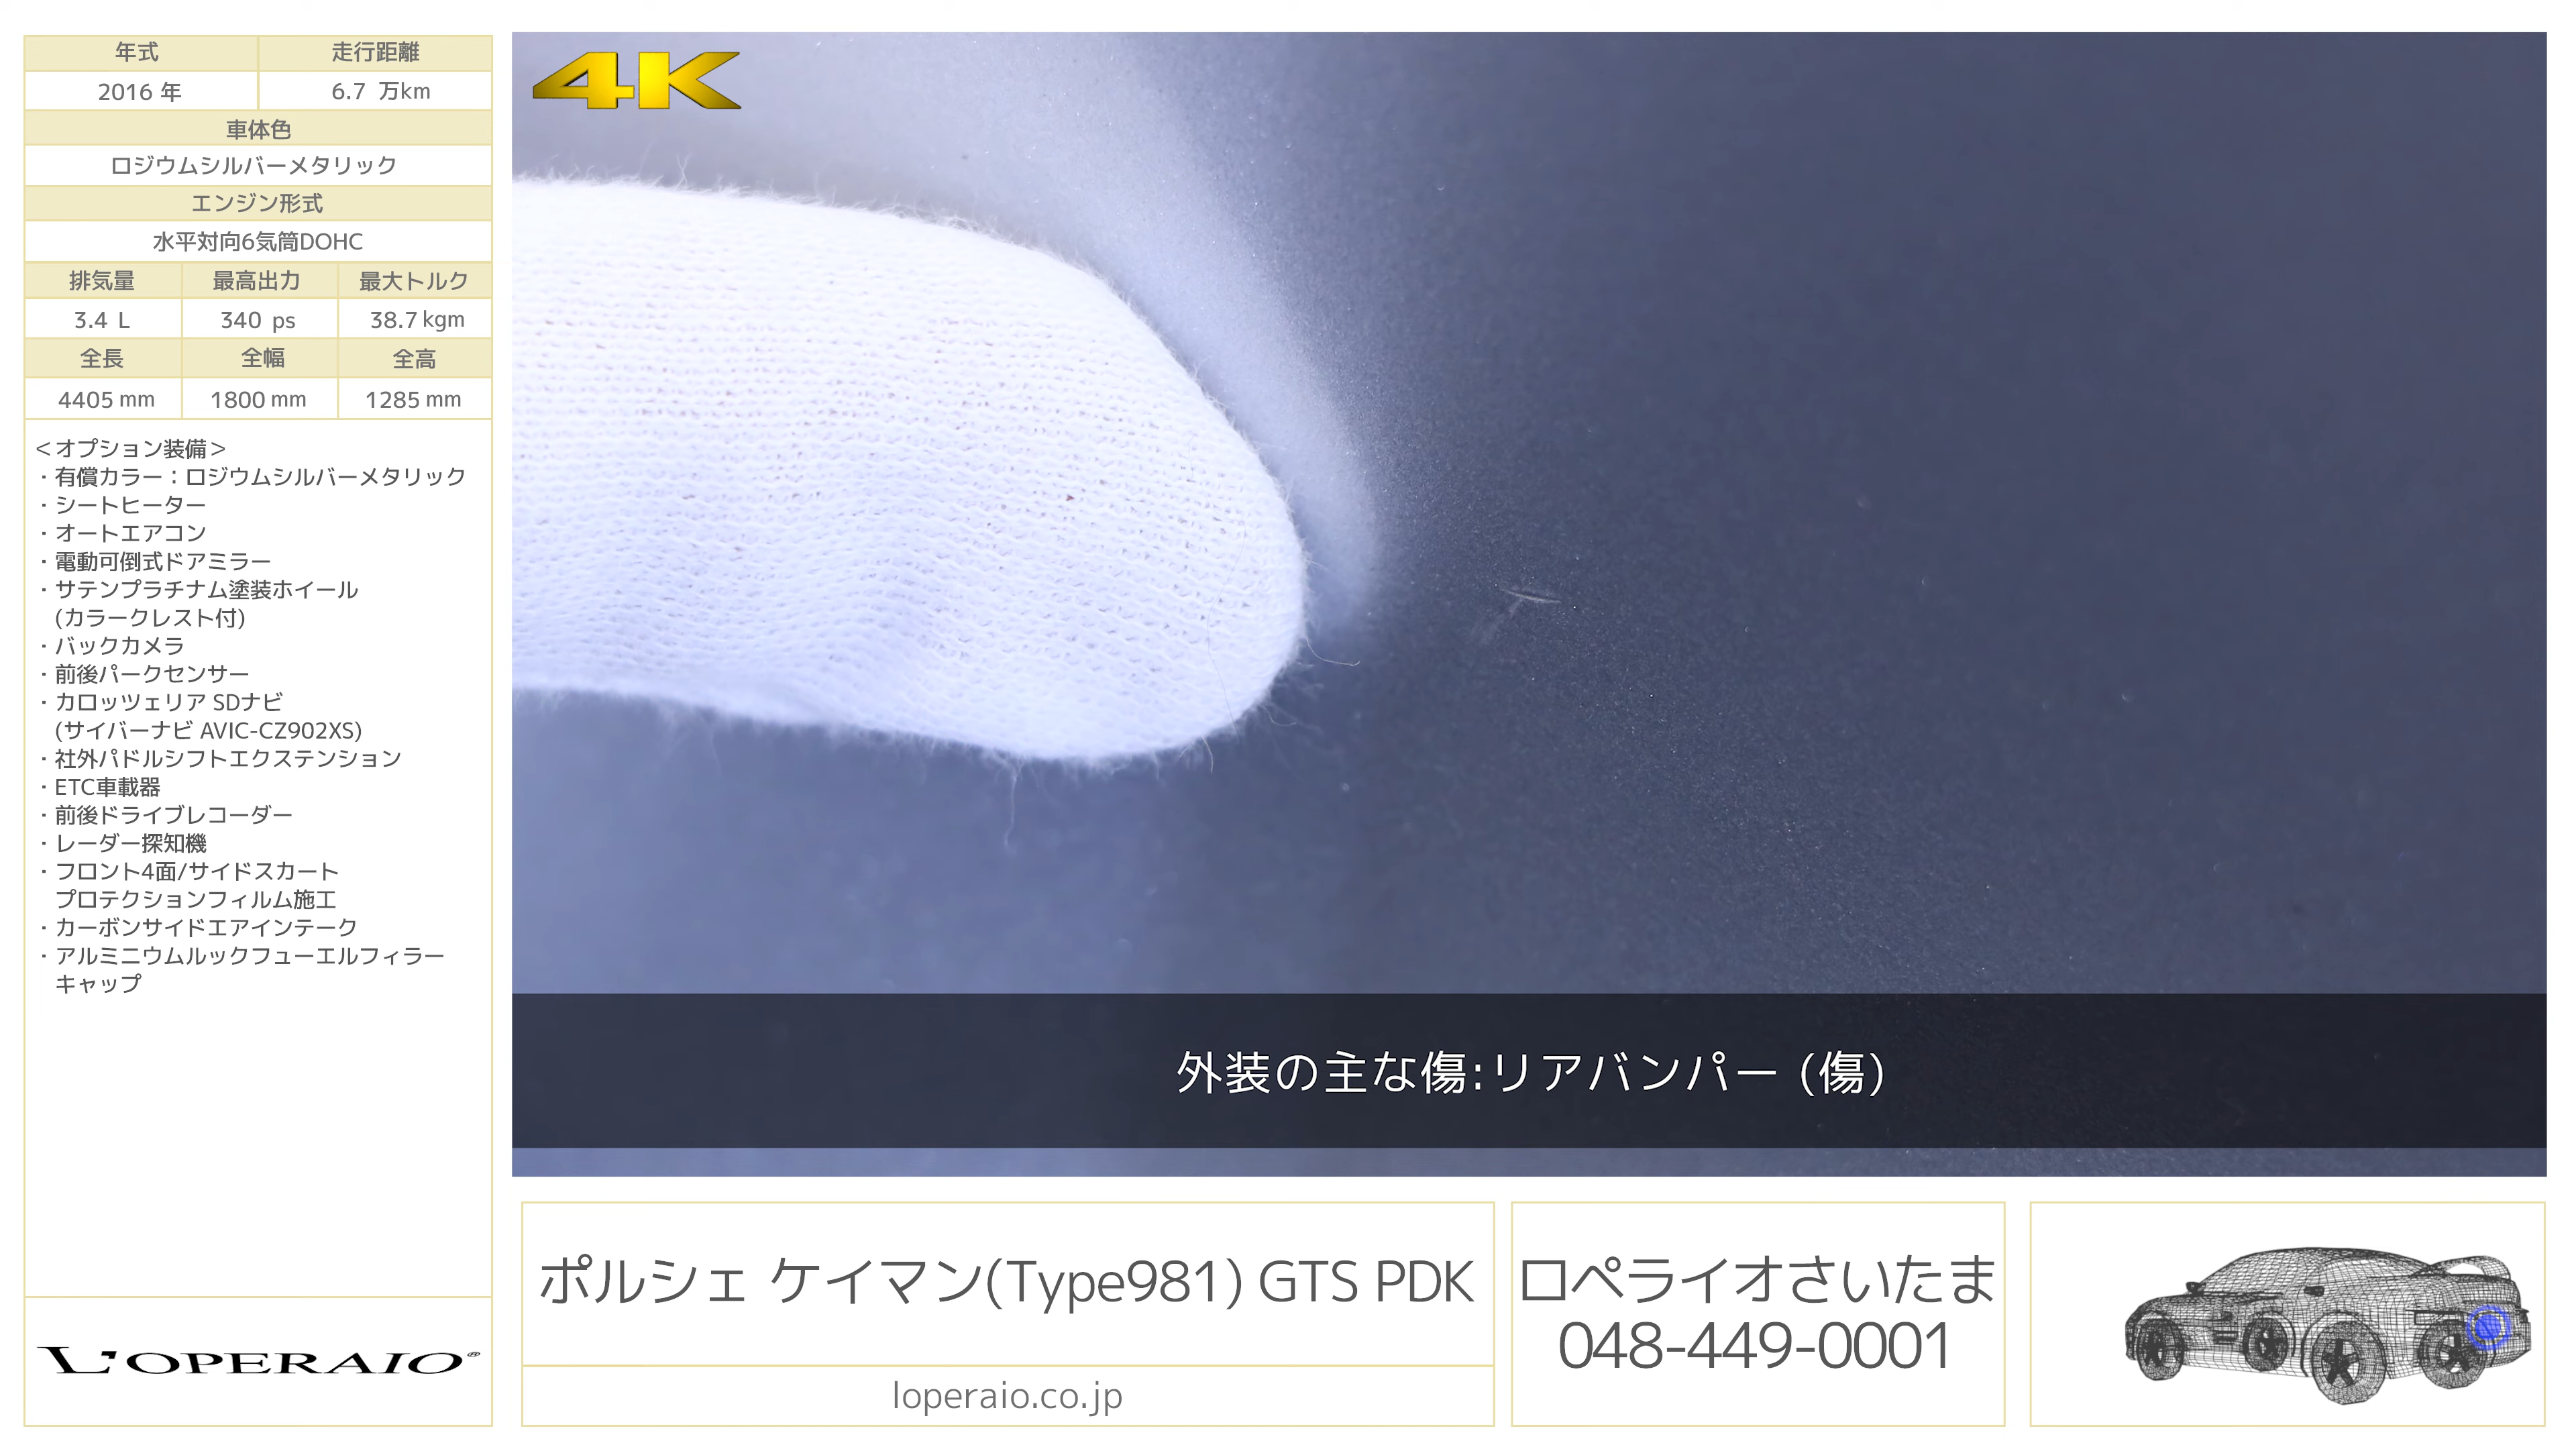 年式 走行距離
2016 年 6.7 万km
車体色
ロジウムシルバーメタリック
エンジン形式
水平対向6気筒DOHC
排気量 最高出力 最大トルク
3.4 L 340 ps 38.7 kgm
全長 全幅 全高
4405 mm 1800 mm 1285 mm
＜オプション装備＞
・有償カラー：ロジウムシルバーメタリック
・シートヒーター
・オートエアコン
・電動可倒式ドアミラー
・サテンプラチナム塗装ホイール
(カラークレスト付)
・バックカメラ
・前後パークセンサー
・カロッツェリア SDナビ
(サイバーナビ AVIC-CZ902XS)
・社外パドルシフトエクステンション
・ETC車載器
・前後ドライブレコーダー
・レーダー探知機
・フロント4面/サイドスカート
プロテクションフィルム施工
・カーボンサイドエアインテーク
・アルミニウムルックフューエルフィラー
キャップ
L'OPERAIO®
4K
外装の主な傷:リアバンパー (傷)
ポルシェ ケイマン(Type981) GTS PDK
loperaio.co.jp
ロペライオさいたま
048-449-0001